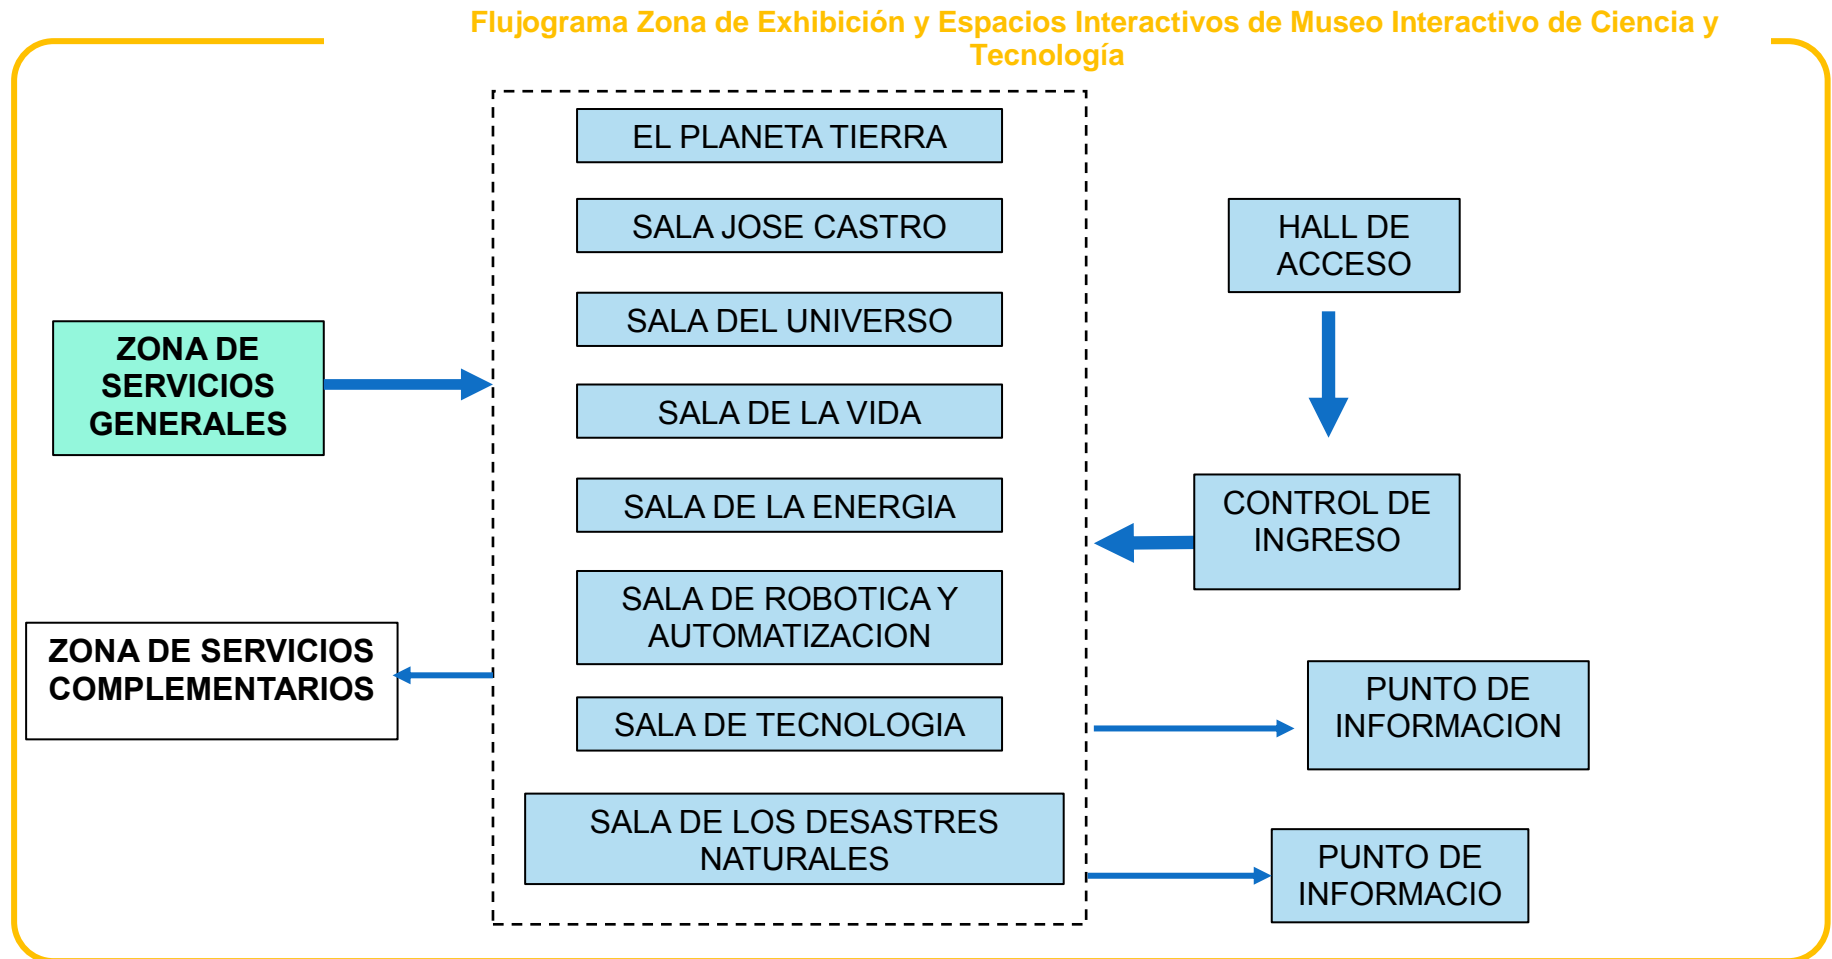 Flujograma Zona de Exhibición y Espacios Interactivos de Museo Interactivo de Ciencia y
Tecnología
EL PLANETA TIERRA
SALA JOSE CASTRO
SALA DEL UNIVERSO
SALA DE LA VIDA
SALA DE LA ENERGIA
SALA DE ROBOTICA Y
AUTOMATIZACION
SALA DE TECNOLOGIA
SALA DE LOS DESASTRES
NATURALES
ZONA DE
SERVICIOS
GENERALES
ZONA DE SERVICIOS
COMPLEMENTARIOS
HALL DE
ACCESO
CONTROL DE
INGRESO
PUNTO DE
INFORMACION
PUNTO DE
INFORMACIO